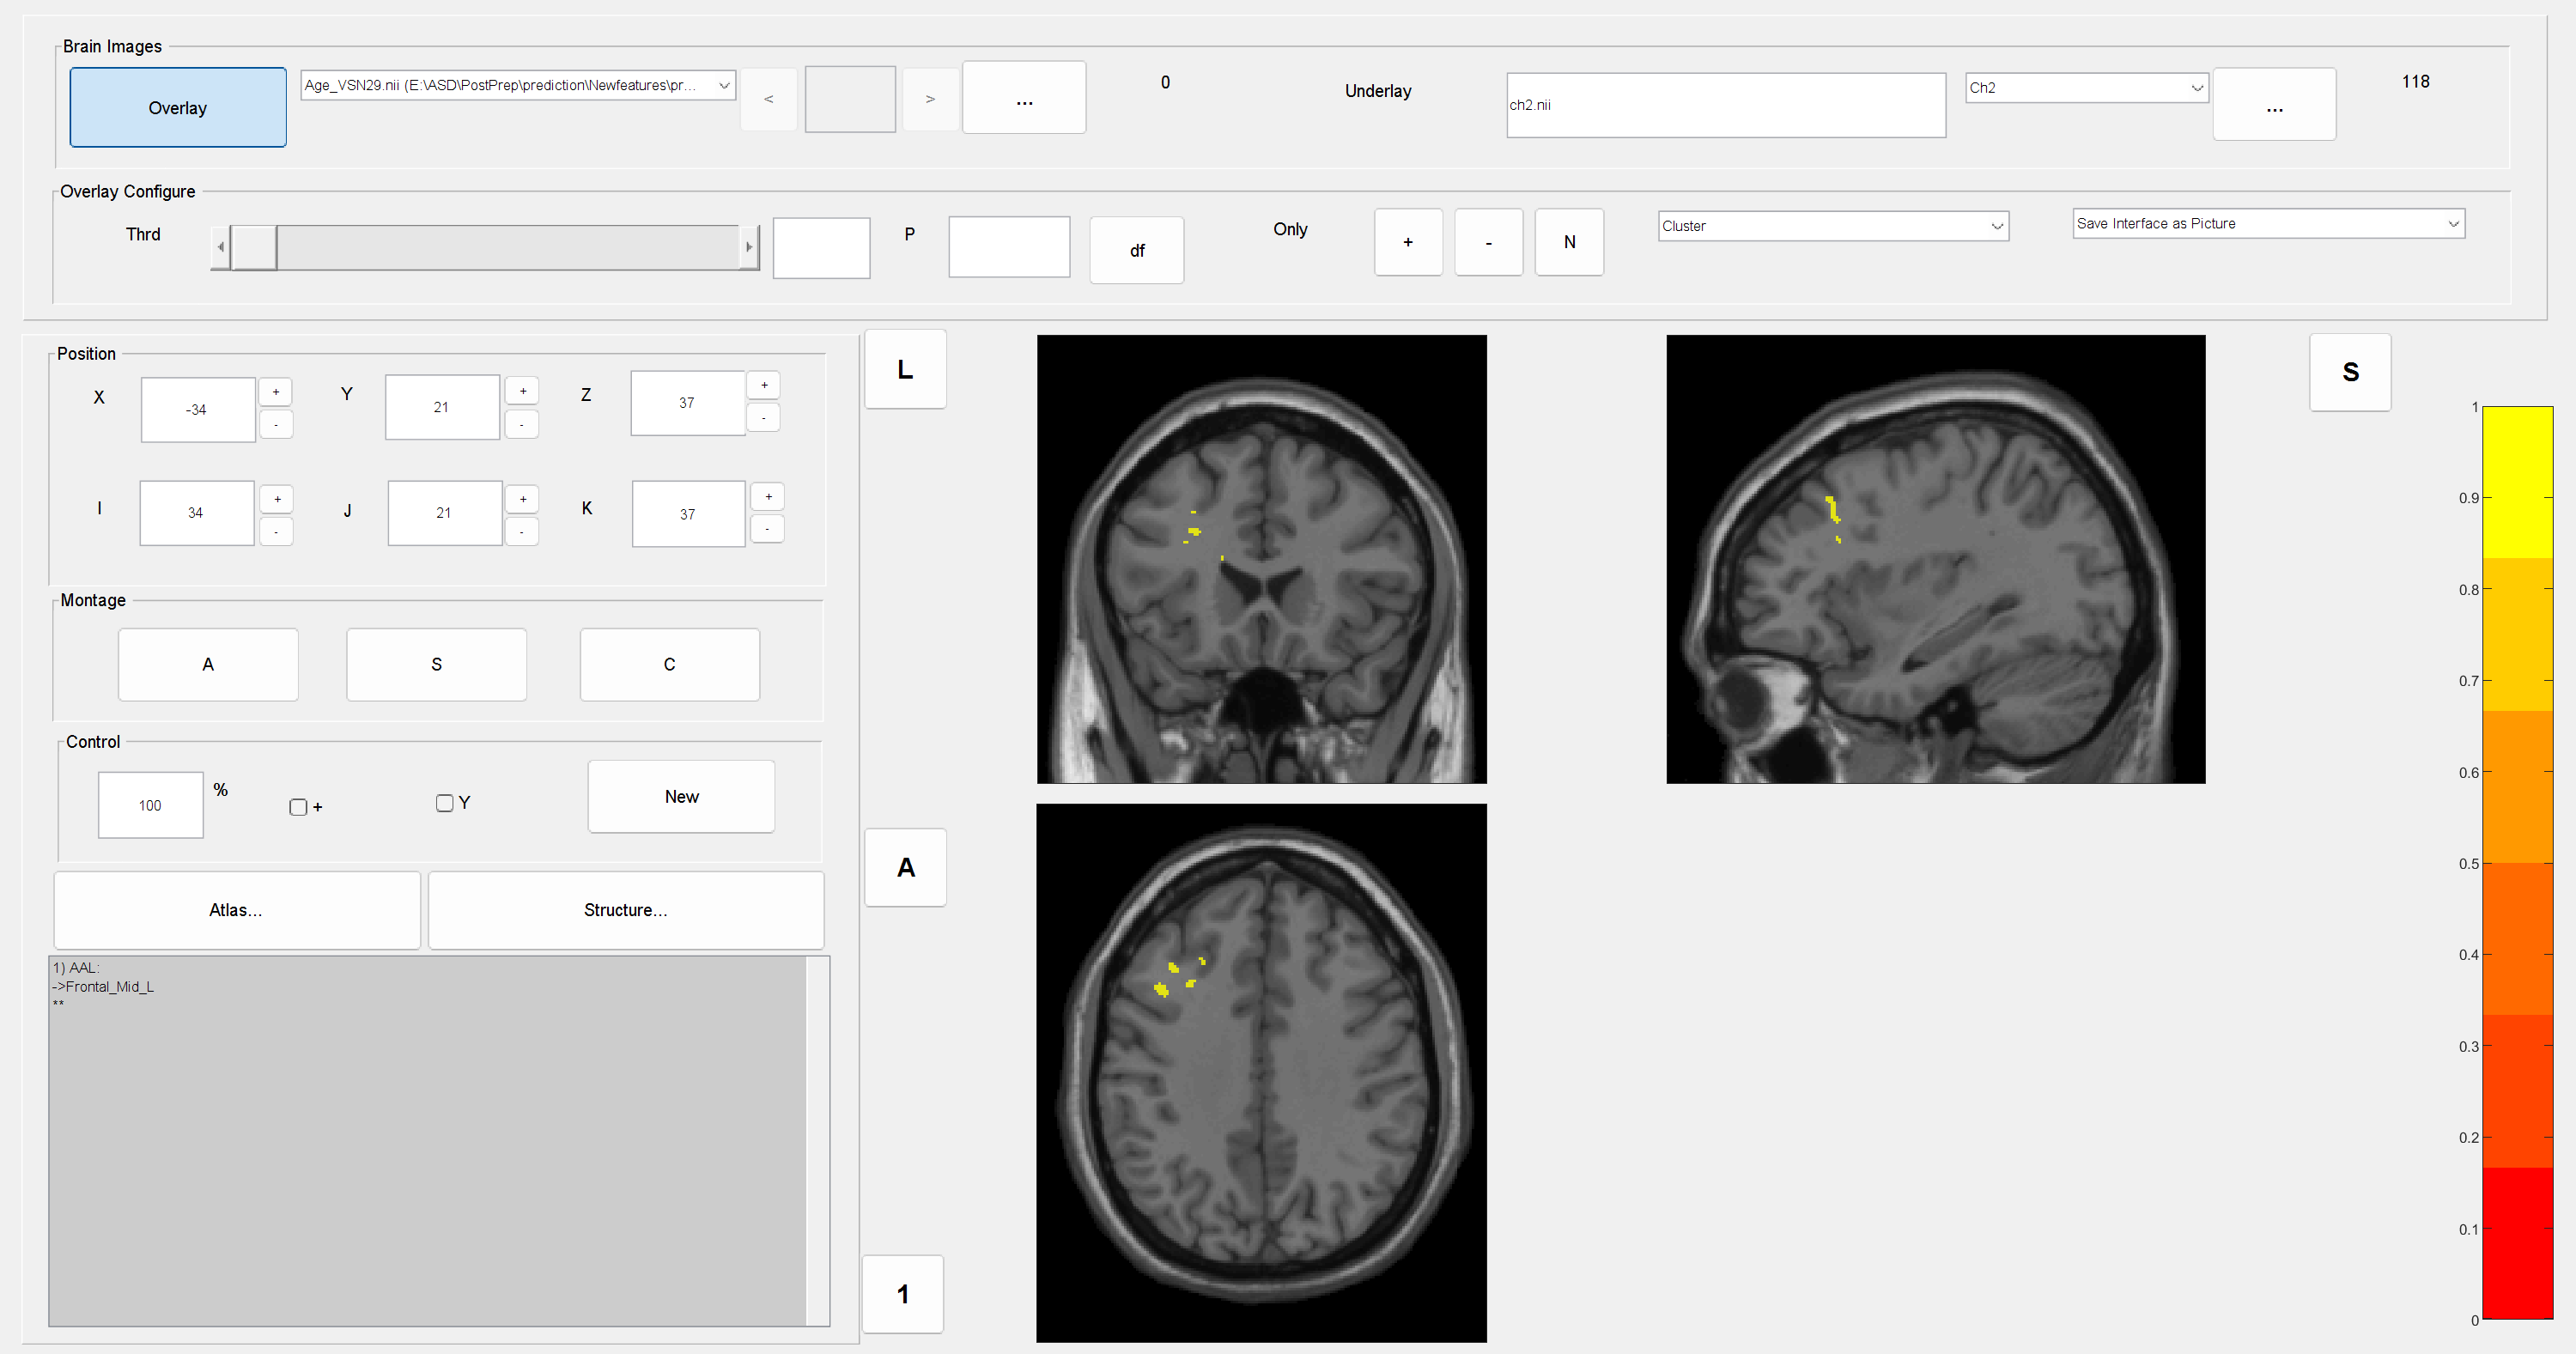 Brain Images
Overlay
Age_VSN29.nii (E:\ASD\PostPrep\prediction\Newfeatures\pr...
<
>
...
0
Underlay
ch2.nii
Ch2
...
118
Overlay Configure
Thrd
P
df
Only
+
-
N
Cluster
Save Interface as Picture
Position
X
-34
+
-
Y
21
+
-
Z
37
+
-
I
34
+
-
J
21
+
-
K
37
+
-
Montage
A
S
C
Control
100
%
+
Y
New
Atlas...
Structure...
1) AAL:
->Frontal_Mid_L
**
L
A
1
S
1
0.9
0.8
0.7
0.6
0.5
0.4
0.3
0.2
0.1
0